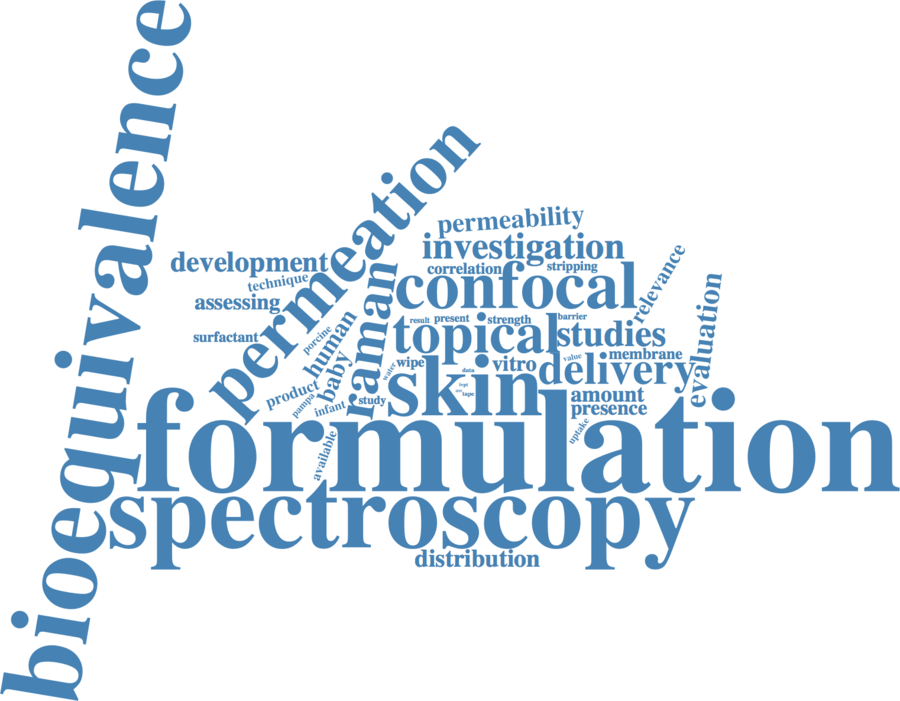 bioequivalence
permeation
permeability
development
investigation
technique
correlation
stripping
relevance
assessing
confocal
evaluation
raman
human
porcine
surfactant
result
present
strength
barrier
topical
studies
baby
wipe
vitro
value
membrane
water
data
delivery
product
pampa
infant
study
skin
tape
amount
presence
uptake
available
formulation
spectroscopy
distribution